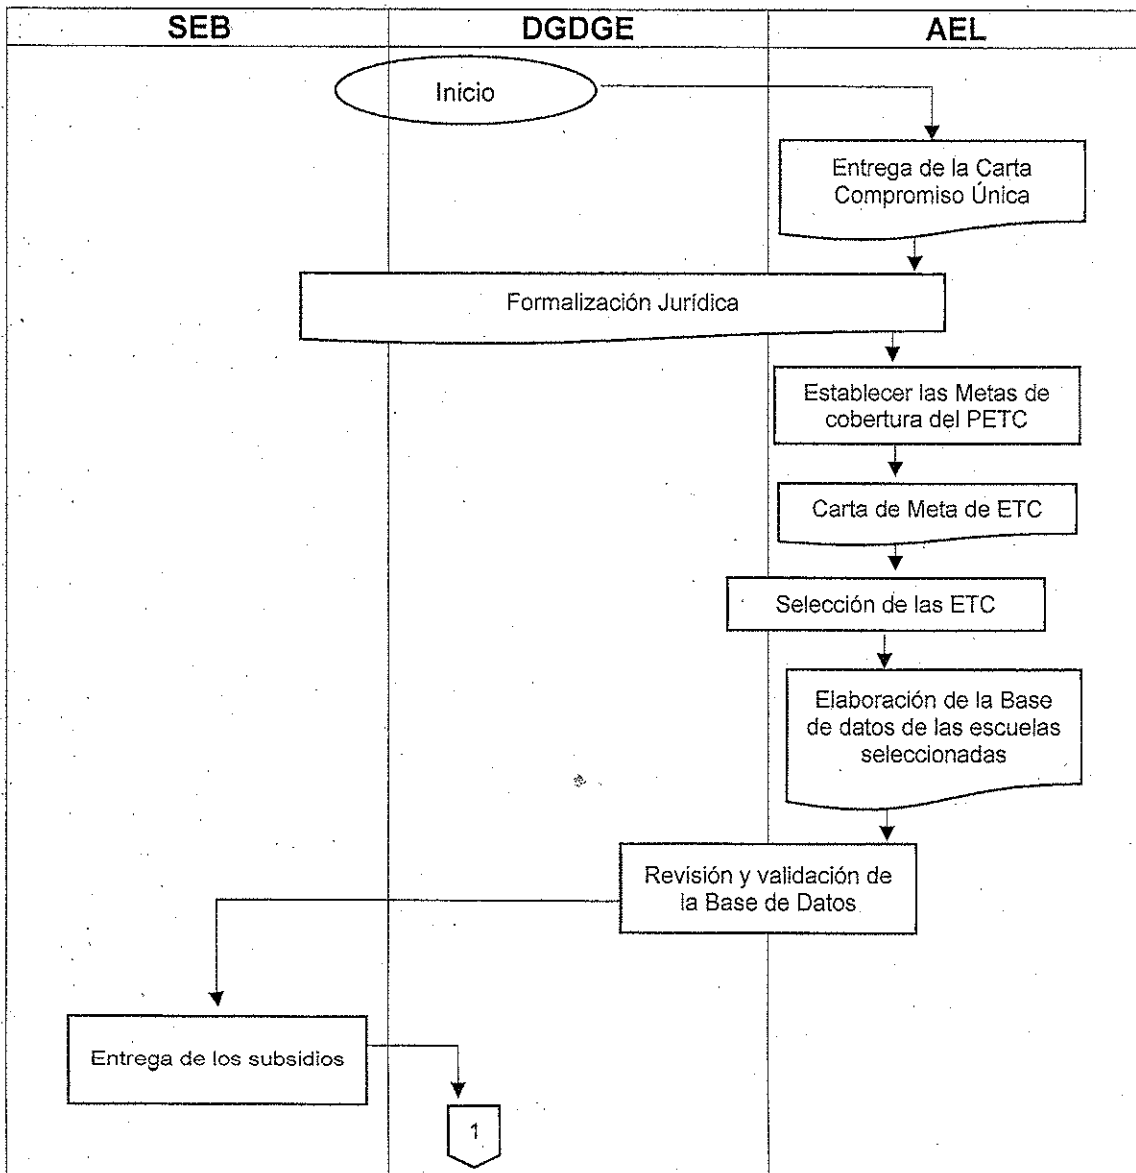 SEB
DGDGE
AEL
Inicio
Entrega de la Carta
Compromiso Única
Formalización Jurídica
Establecer las Metas de
cobertura del PETC
Carta de Meta de ETC
Selección de las ETC
Elaboración de la Base
de datos de las escuelas
seleccionadas
Revisión y validación de
la Base de Datos
Entrega de los subsidios
1